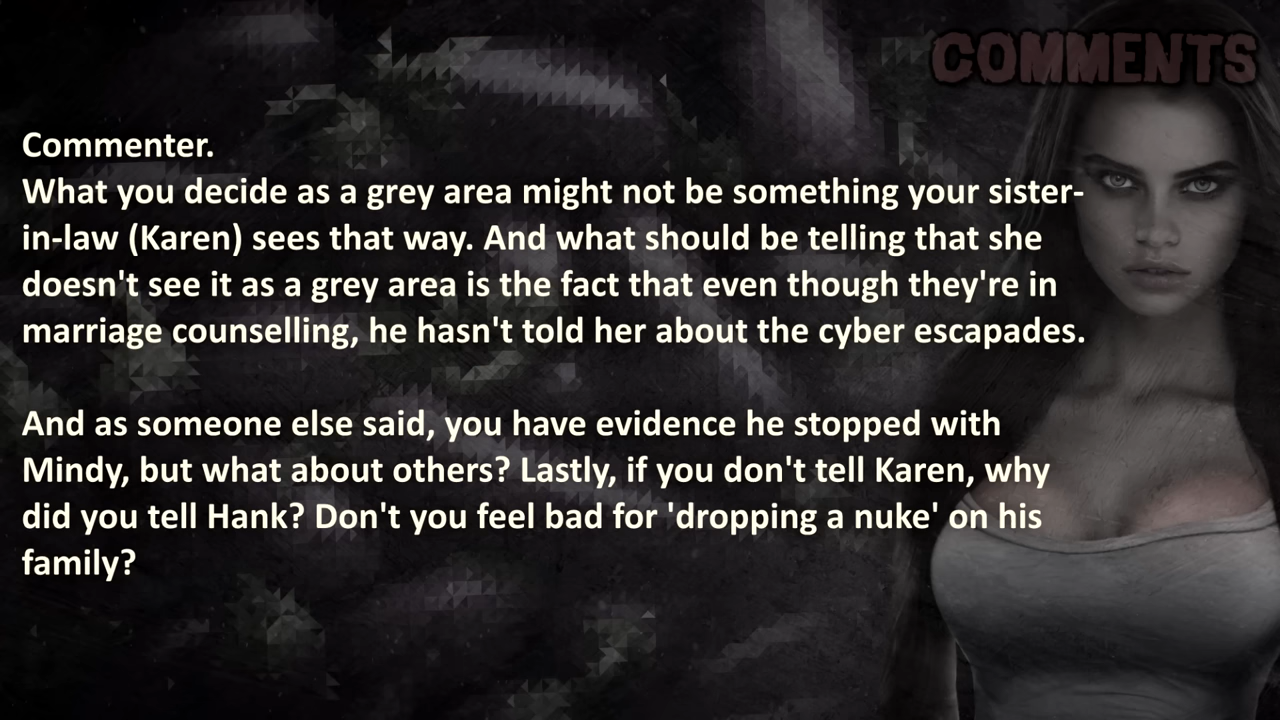 COMMENTS
Commenter.
What you decide as a grey area might not be something your sister-
in-law (Karen) sees that way. And what should be telling that she
doesn't see it as a grey area is the fact that even though they're in
marriage counselling, he hasn't told her about the cyber escapades.
And as someone else said, you have evidence he stopped with
Mindy, but what about others? Lastly, if you don't tell Karen, why
did you tell Hank? Don't you feel bad for 'dropping a nuke' on his
family?